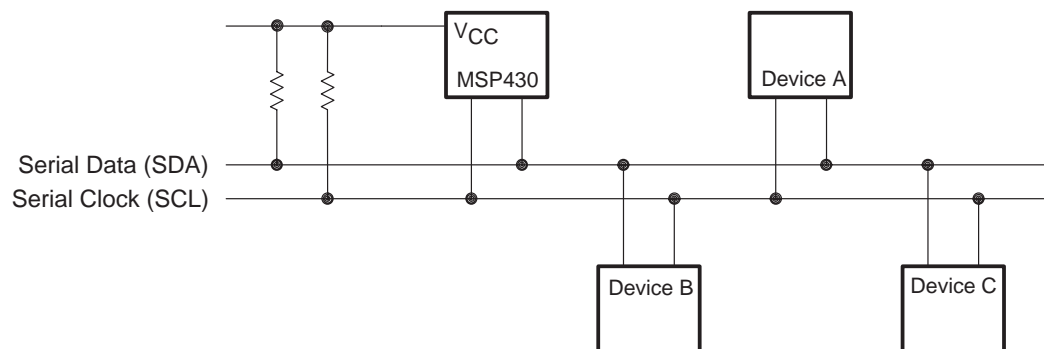 VCC
MSP430
Device A
Serial Data (SDA)
Serial Clock (SCL)
Device B
Device C